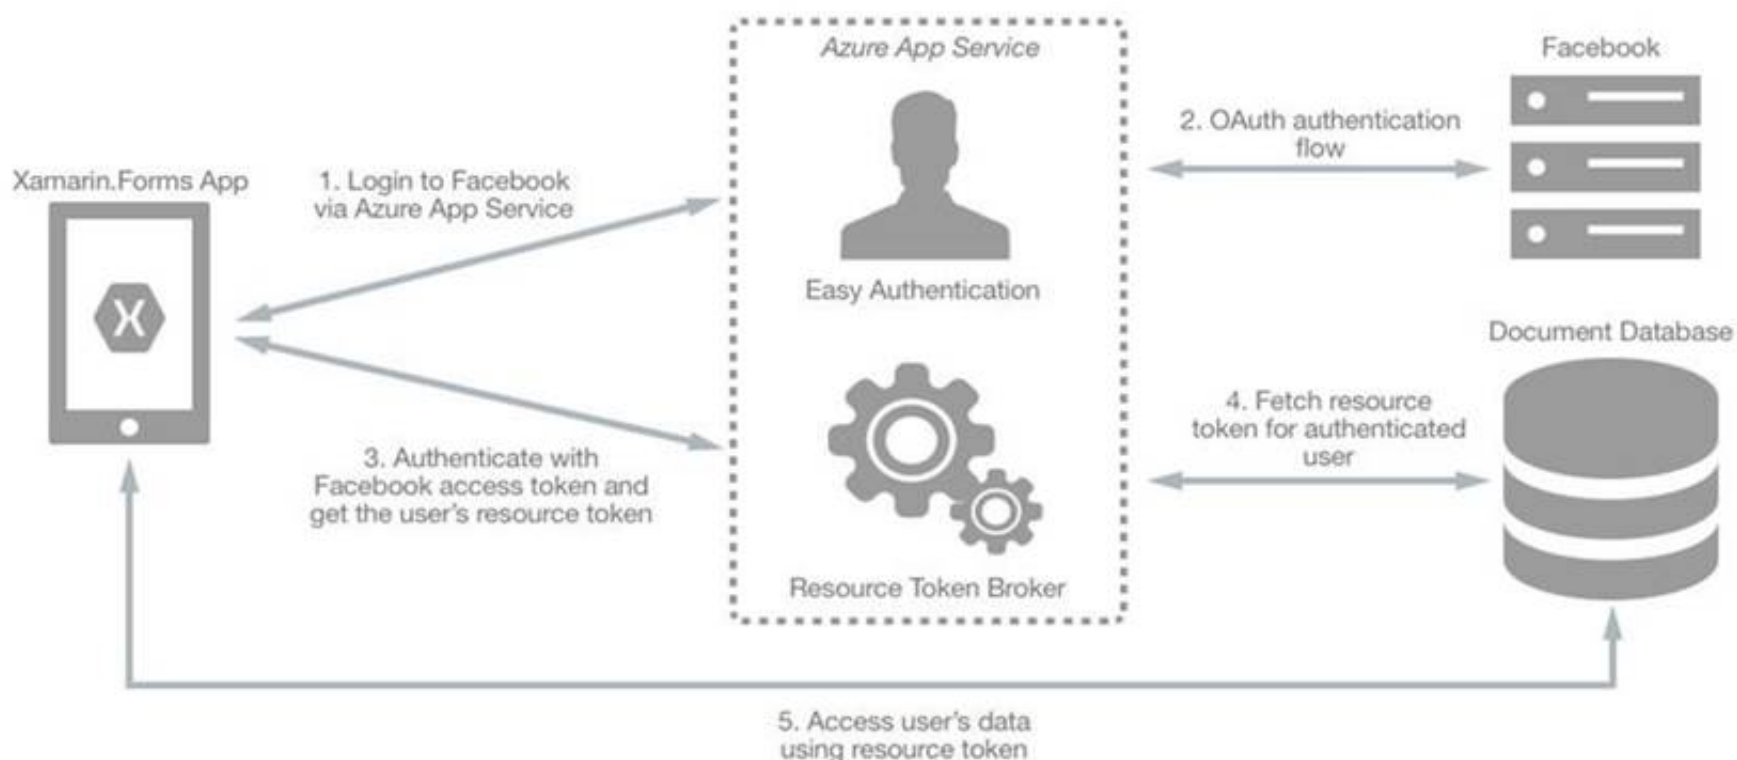 Azure App Service
Facebook
2. OAuth authentication
flow
Xamarin.Forms App
1. Login to Facebook
via Azure App Service
X
Easy Authentication
Document Database
4. Fetch resource
token for authenticated
user
3. Authenticate with
Facebook access token and
get the user's resource token
Resource Token Broker
5. Access user's data
using resource token